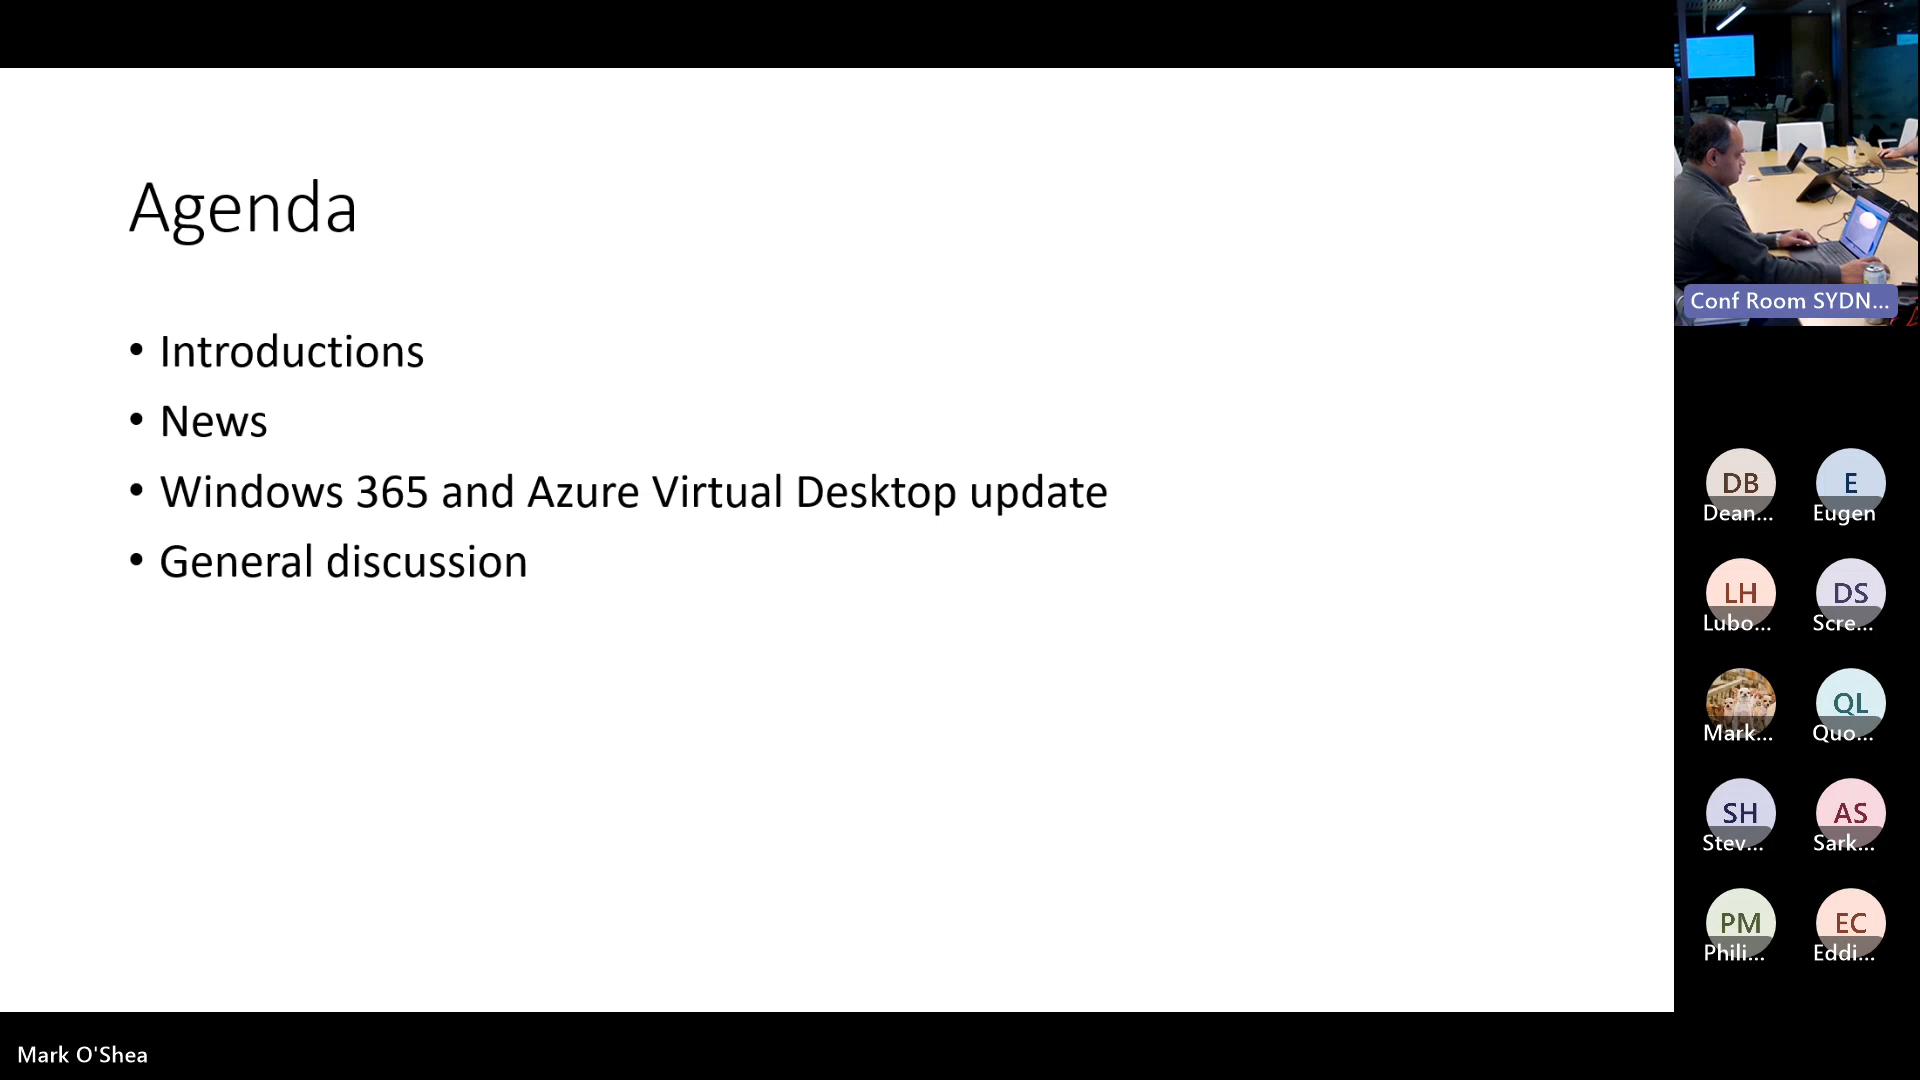 Agenda
• Introductions
• News
• Windows 365 and Azure Virtual Desktop update
• General discussion
Conf Room SYDN...
DB
Dean...
E
Eugen
LH
Lubo...
DS
Scre...
Mark...
QL
Quo...
SH
Stev...
AS
Sark...
PM
Phili...
EC
Eddi...
Mark O'Shea